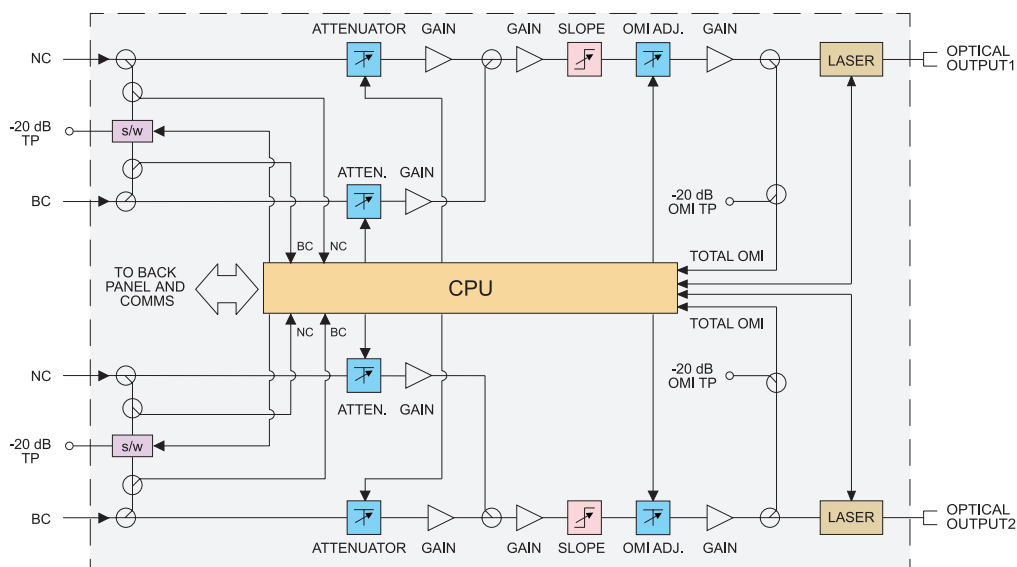 ATTENUATOR GAIN GAIN SLOPE OMI ADJ. GAIN
NC
LASER
OPTICAL
OUTPUT1
-20 dB
TP
s/w
ATTEN. GAIN
BC
-20 dB
OMI TP
BC NC
TOTAL OMI
TO BACK
PANEL AND
COMMS
CPU
NC BC
TOTAL OMI
NC
-20 dB
OMI TP
ATTEN. GAIN
-20 dB
TP
s/w
BC
LASER
OPTICAL
OUTPUT2
ATTENUATOR GAIN GAIN SLOPE OMI ADJ. GAIN